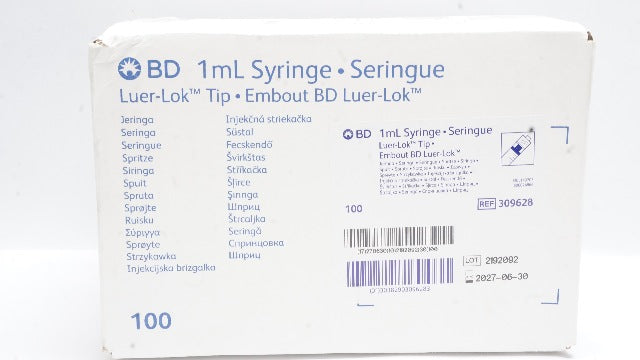 BD 1mL Syringe • Seringue
Luer-Lok™ Tip • Embout BD Luer-Lok™
Jeringa
Seringa
Seringue
Spritze
Siringa
Spuit
Spruta
Sprøjte
Ruisku
Σύριγγα
Sprøyte
Strzykawka
Injekcijska brizgalka
Injekčná striekačka
Süstal
Fecskendő
Švirkštas
Stříkačka
Šļirce
Şırınga
Шприц
Štrcaljka
Seringă
Спринцовка
Шприц
100
BD 1mL Syringe • Seringue
Luer-Lok™ Tip •
Embout BD Luer-Lok™
100
REF 309628
LOT 2192092
2027-06-30